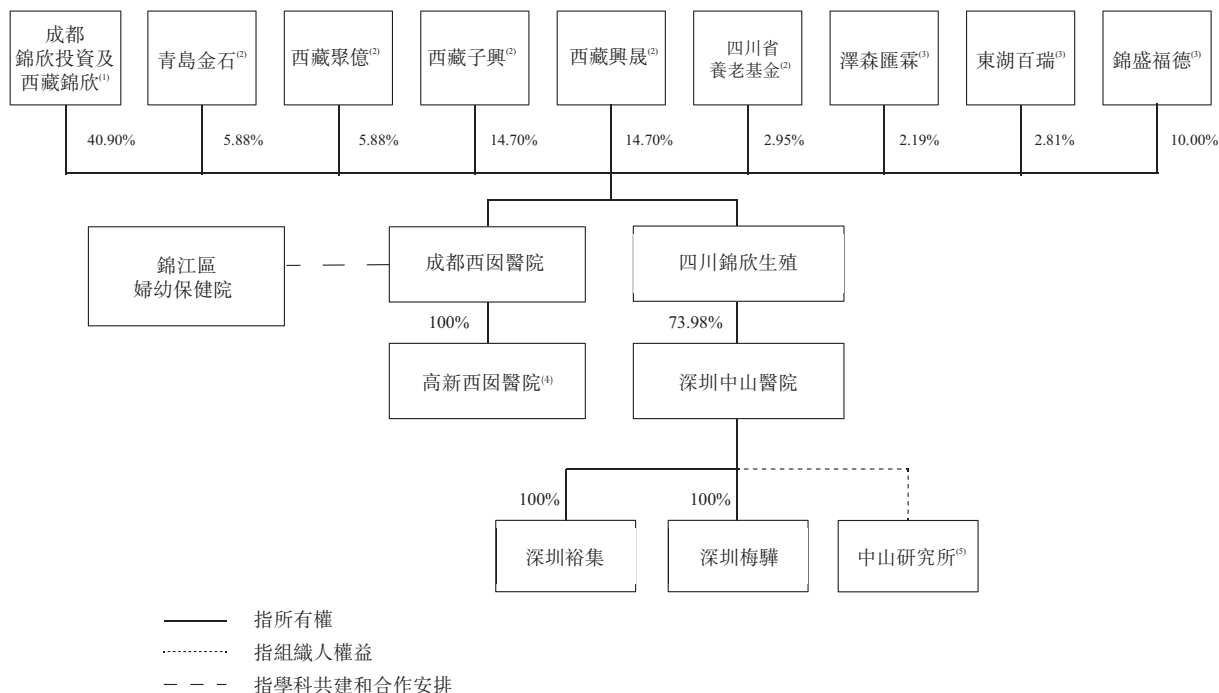 成都
錦欣投資及
西藏錦欣(1)
青島金石(2)
西藏聚億(2)
西藏子興(2)
西藏興晟(2)
四川省
養老基金(2)
澤森匯霖(3)
東湖百瑞(3)
錦盛福德(3)
40.90%
5.88%
5.88%
14.70%
14.70%
2.95%
2.19%
2.81%
10.00%
錦江區
婦幼保健院
成都西囡醫院
四川錦欣生殖
100%
73.98%
高新西囡醫院(4)
深圳中山醫院
100%
100%
深圳裕集
深圳梅驊
中山研究所(5)
指所有權
指組織人權益
指學科共建和合作安排